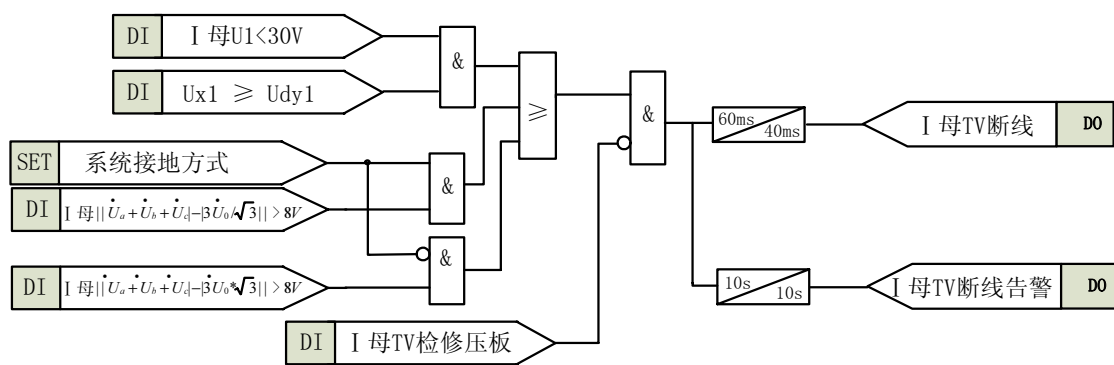 DI Ⅰ母U1<30V
&
DI Ux1 ≥ Udy1
≥
&
60ms/40ms
Ⅰ母TV断线 DO
SET 系统接地方式
&
DI Ⅰ母||U̇a+U̇b+U̇c|-|3U̇0/√3||>8V
&
DI Ⅰ母||U̇a+U̇b+U̇c|-|3U̇0*√3||>8V
10s/10s
Ⅰ母TV断线告警 DO
DI Ⅰ母TV检修压板